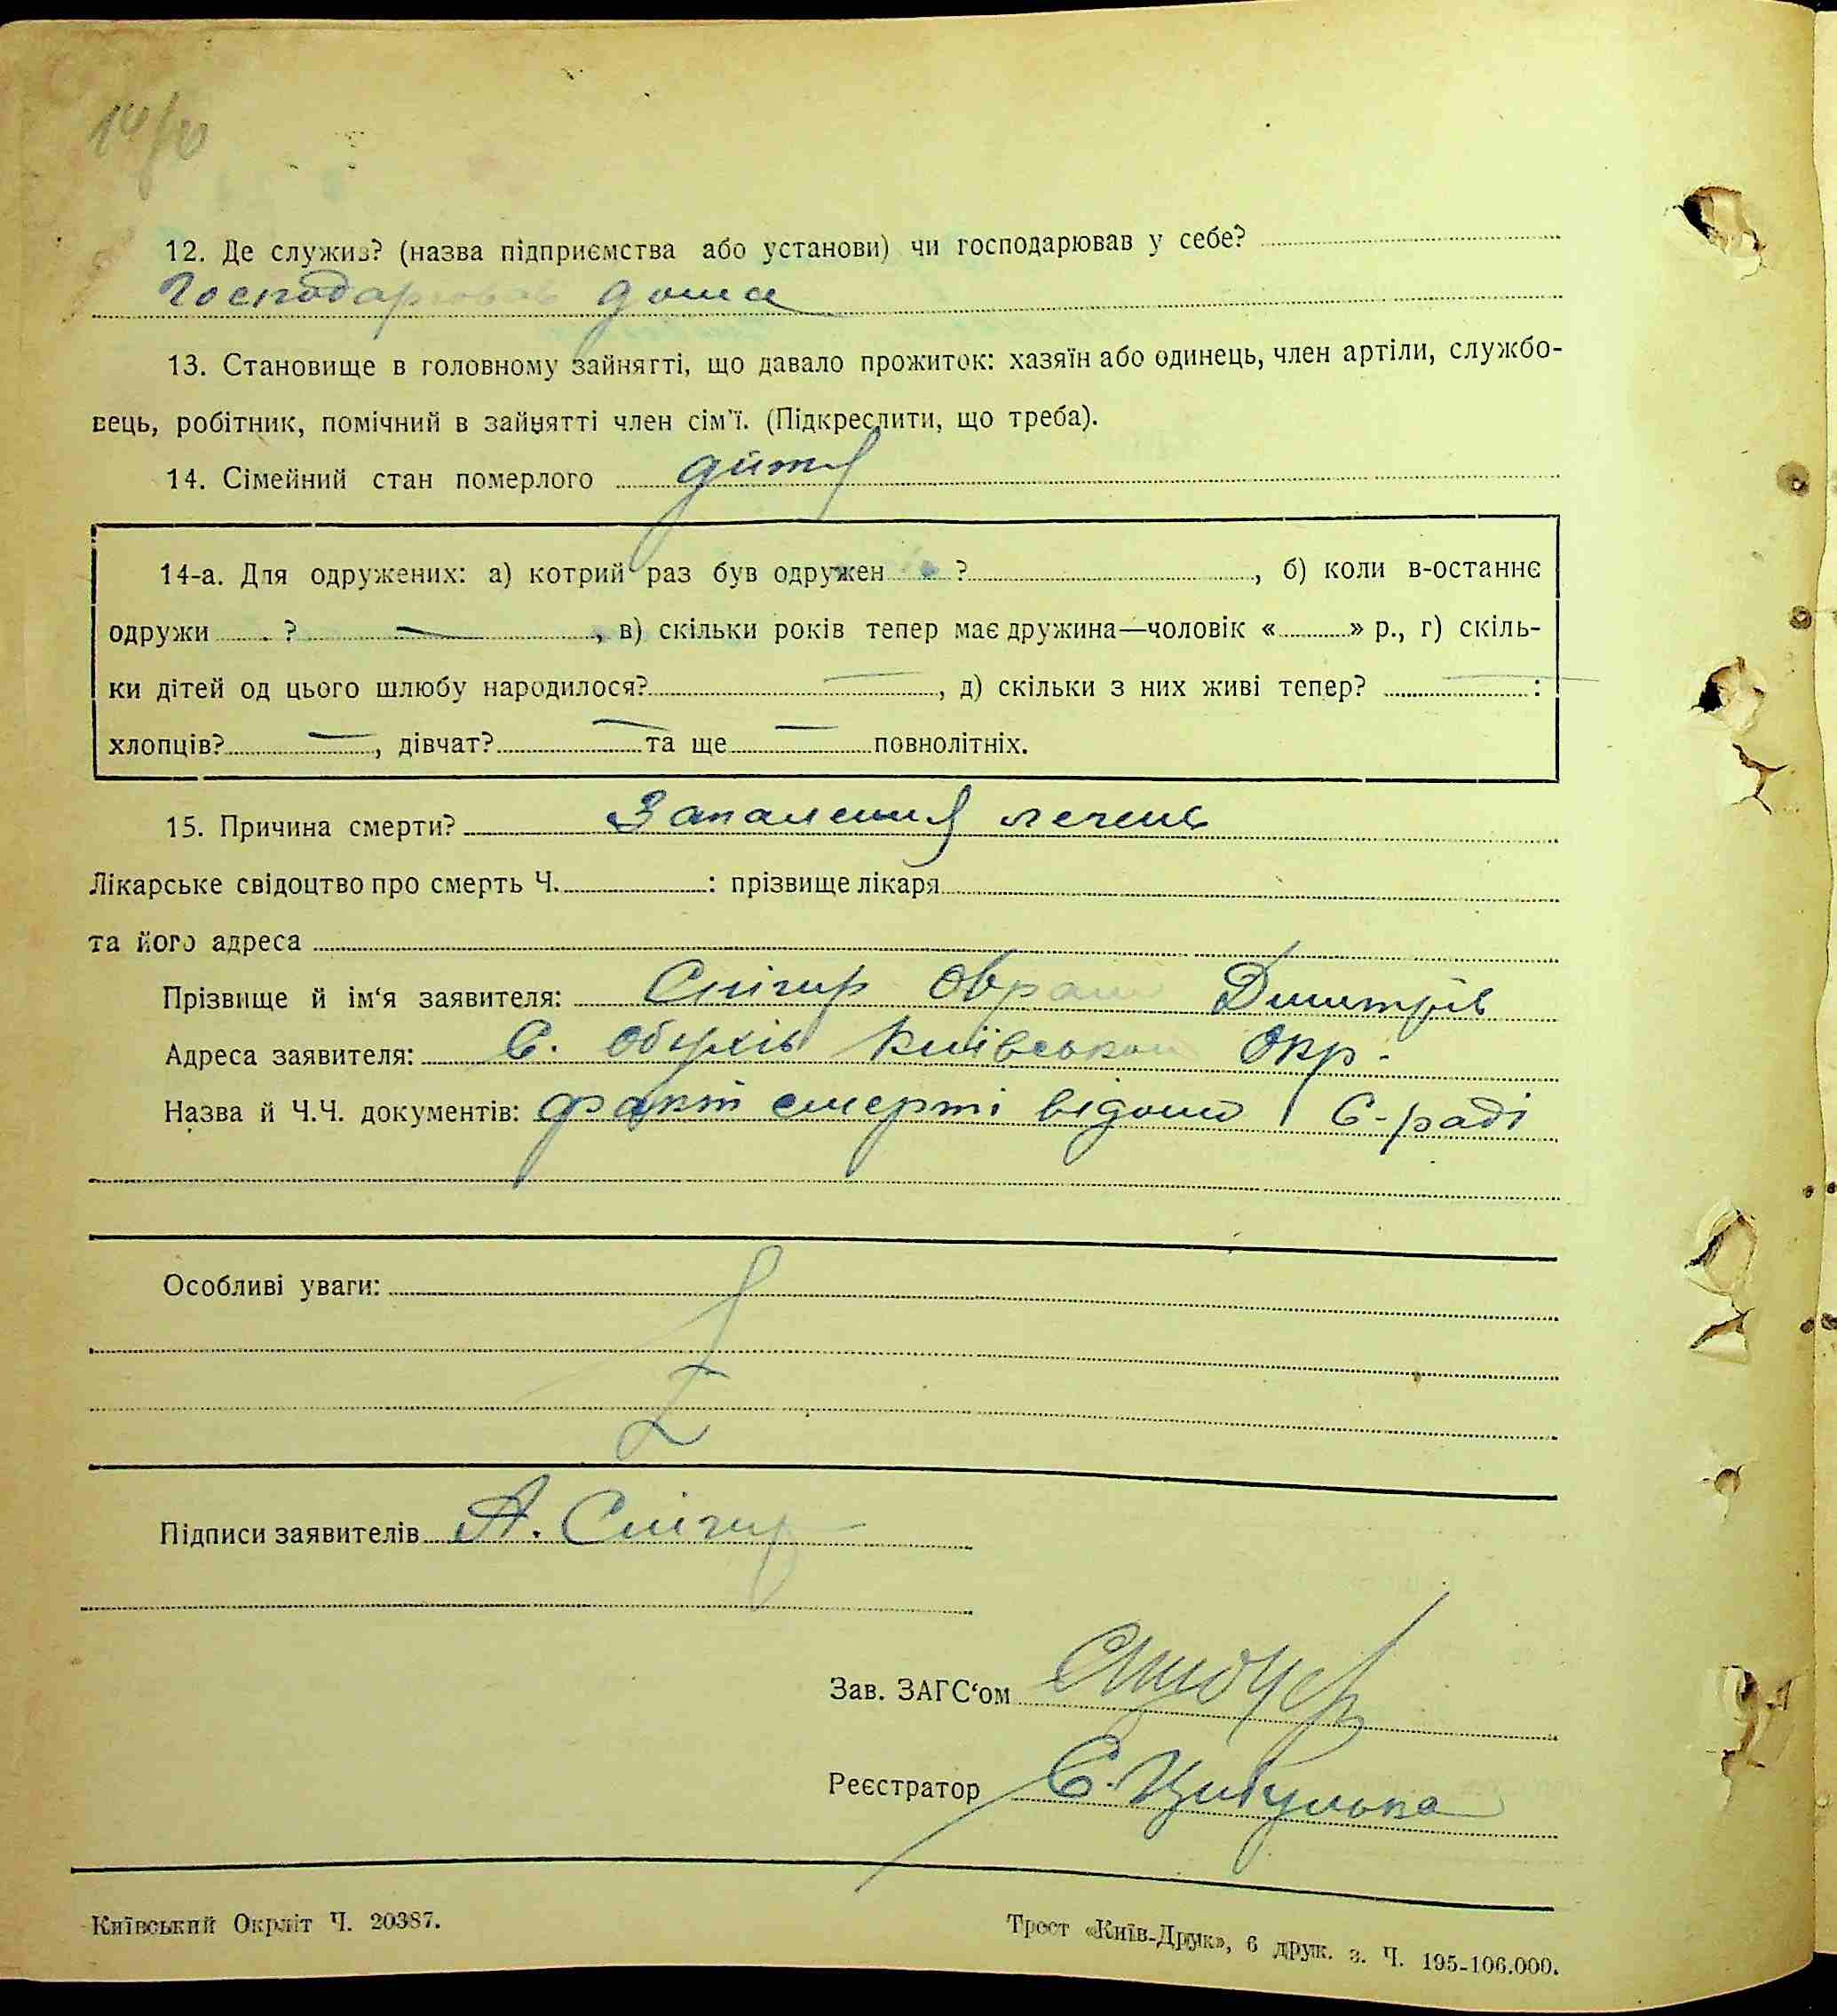 12. Де служив? (назва підприємства або установи) чи господарював у себе?
Господарював дома
13. Становище в головному зайнятті, що давало прожиток: хазяїн або одинець, член артіли, службо-
вець, робітник, помічний в зайнятті член сім'ї. (Підкреслити, що треба).
14. Сімейний стан померлого дитя
14-а. Для одружених: а) котрий раз був одружен ?, б) коли в-останнє
одружи ?, в) скільки років тепер має дружина—чоловік « » р., г) скіль-
ки дітей од цього шлюбу народилося?, д) скільки з них живі тепер? :
хлопців? —, дівчат? — та ще — повнолітніх.
15. Причина смерти? Запалення легень
Лікарське свідоцтво про смерть Ч. : прізвище лікаря
та його адреса
Прізвище й ім'я заявителя: Снігир Оврам Дмитрів
Адреса заявителя: С. Обухів Київської Окр.
Назва й Ч.Ч. документів: факт смерті відомо С-раді
Особливі уваги:
Підписи заявителів А. Снігир
Зав. ЗАГС'ом
Реєстратор Є. Цибулька
Київський Окрліт Ч. 20387.
Трест «Київ-Друк», 6 друк. з. Ч. 195-106.000.